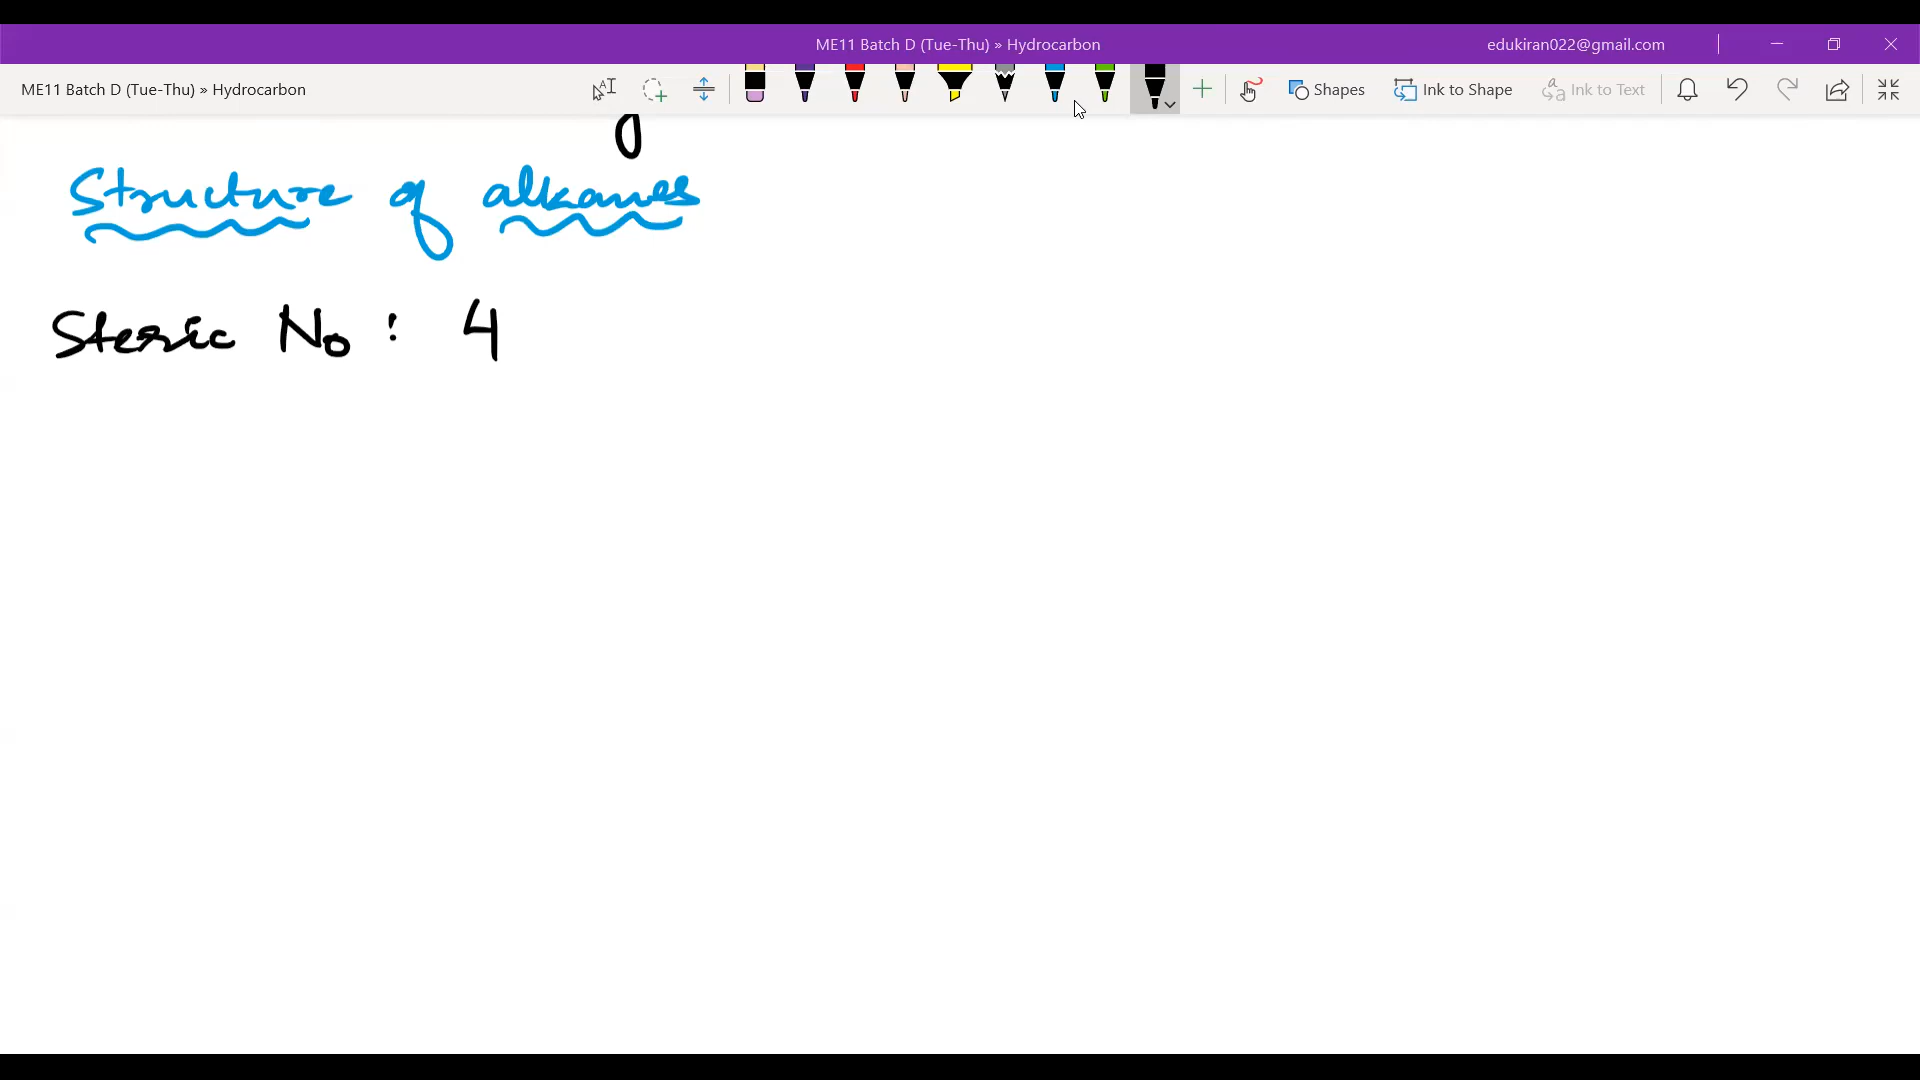 ME11 Batch D (Tue-Thu) » Hydrocarbon edukiran022@gmail.com
ME11 Batch D (Tue-Thu) » Hydrocarbon Shapes Ink to Shape Ink to Text
Structure of alkanes
Steric No : 4